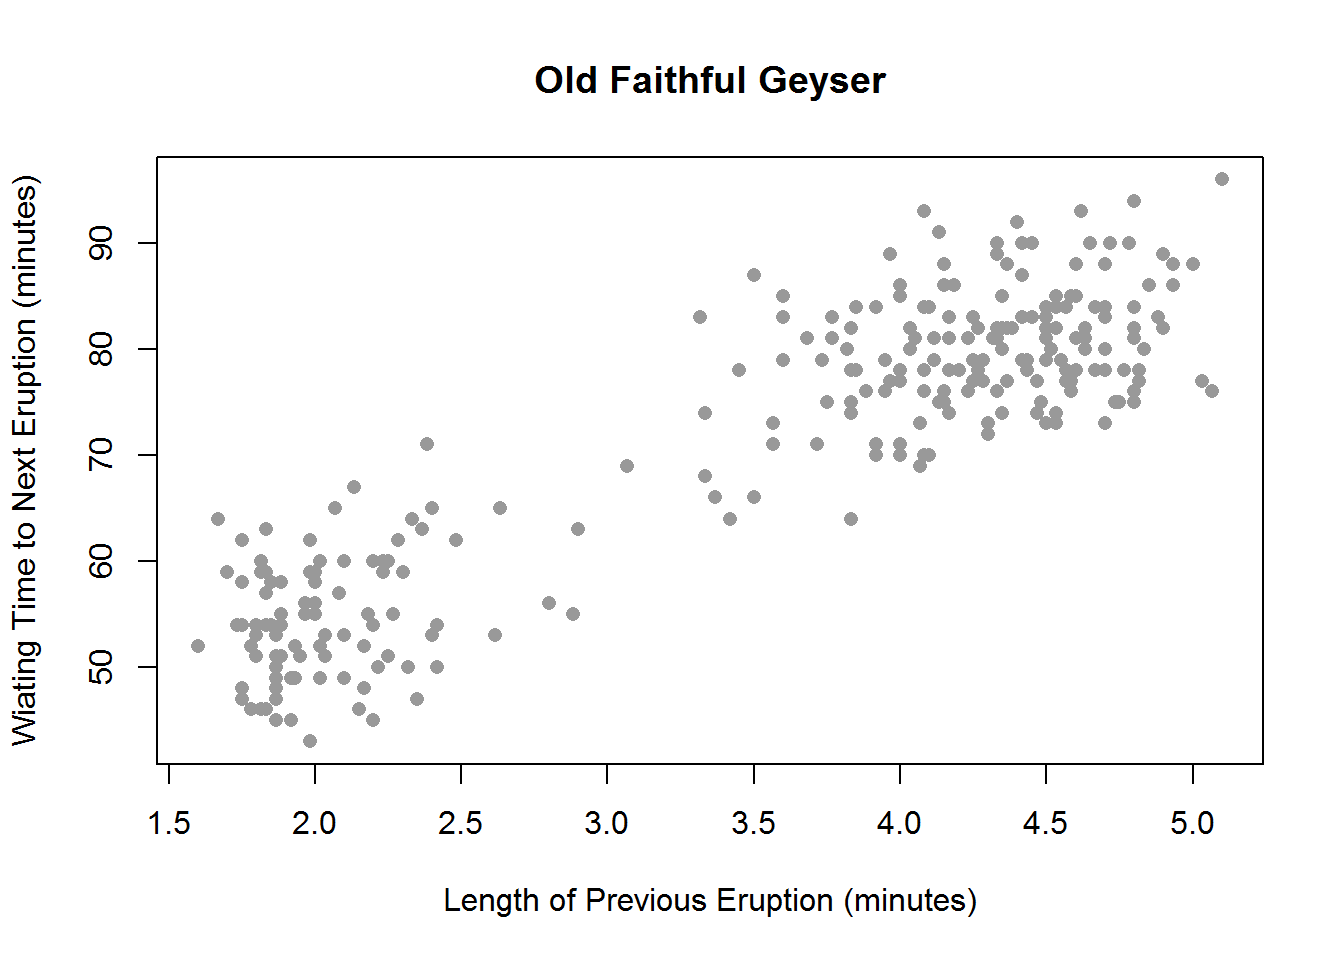 Old Faithful Geyser
Wiating Time to Next Eruption (minutes)
90
80
70
60
50
1.5 2.0 2.5 3.0 3.5 4.0 4.5 5.0
Length of Previous Eruption (minutes)